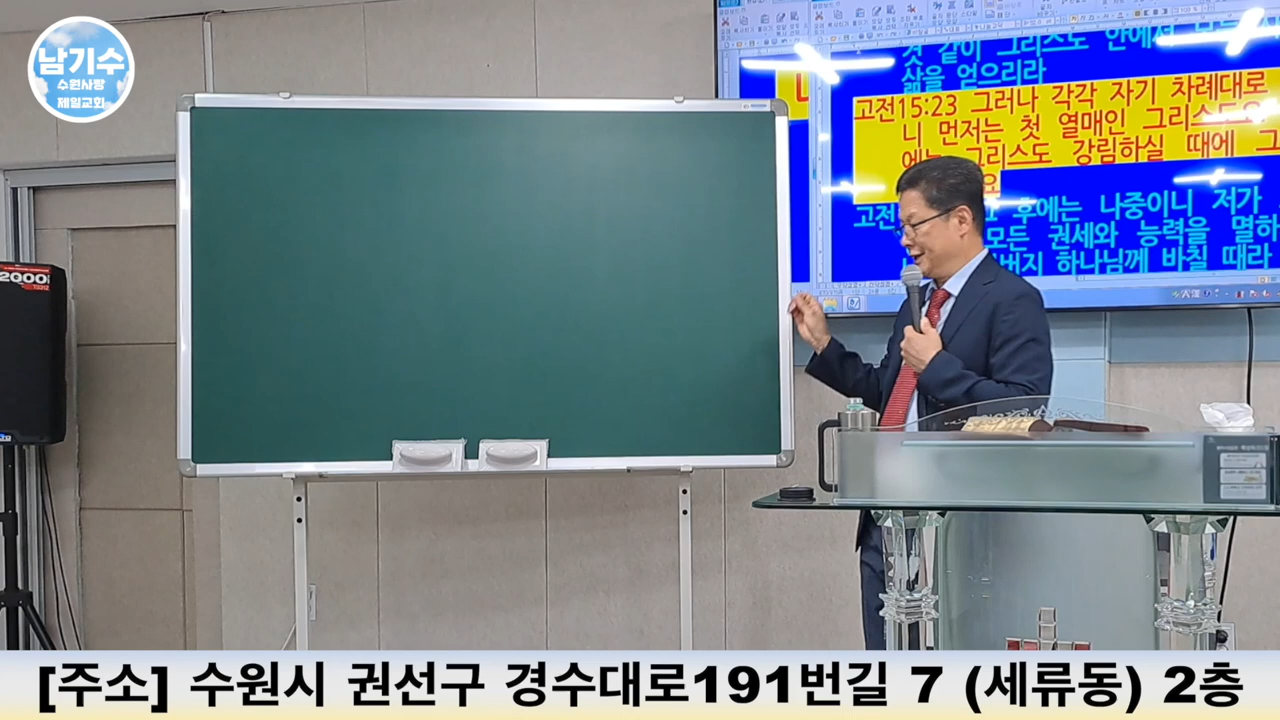 남기수
수원사랑
제일교회
것 같이 그리스도 안에서
삶을 얻으리라
고전15:23 그러나 각각 자기 차례대로
니 먼저는 첫 열매인 그리스도요
에는 그리스도 강림하실 때에 그
요
고전
후에는 나중이니 저가
모든 권세와 능력을 멸하
하나님께 바칠 때라
2000
[주소] 수원시 권선구 경수대로191번길 7 (세류동) 2층